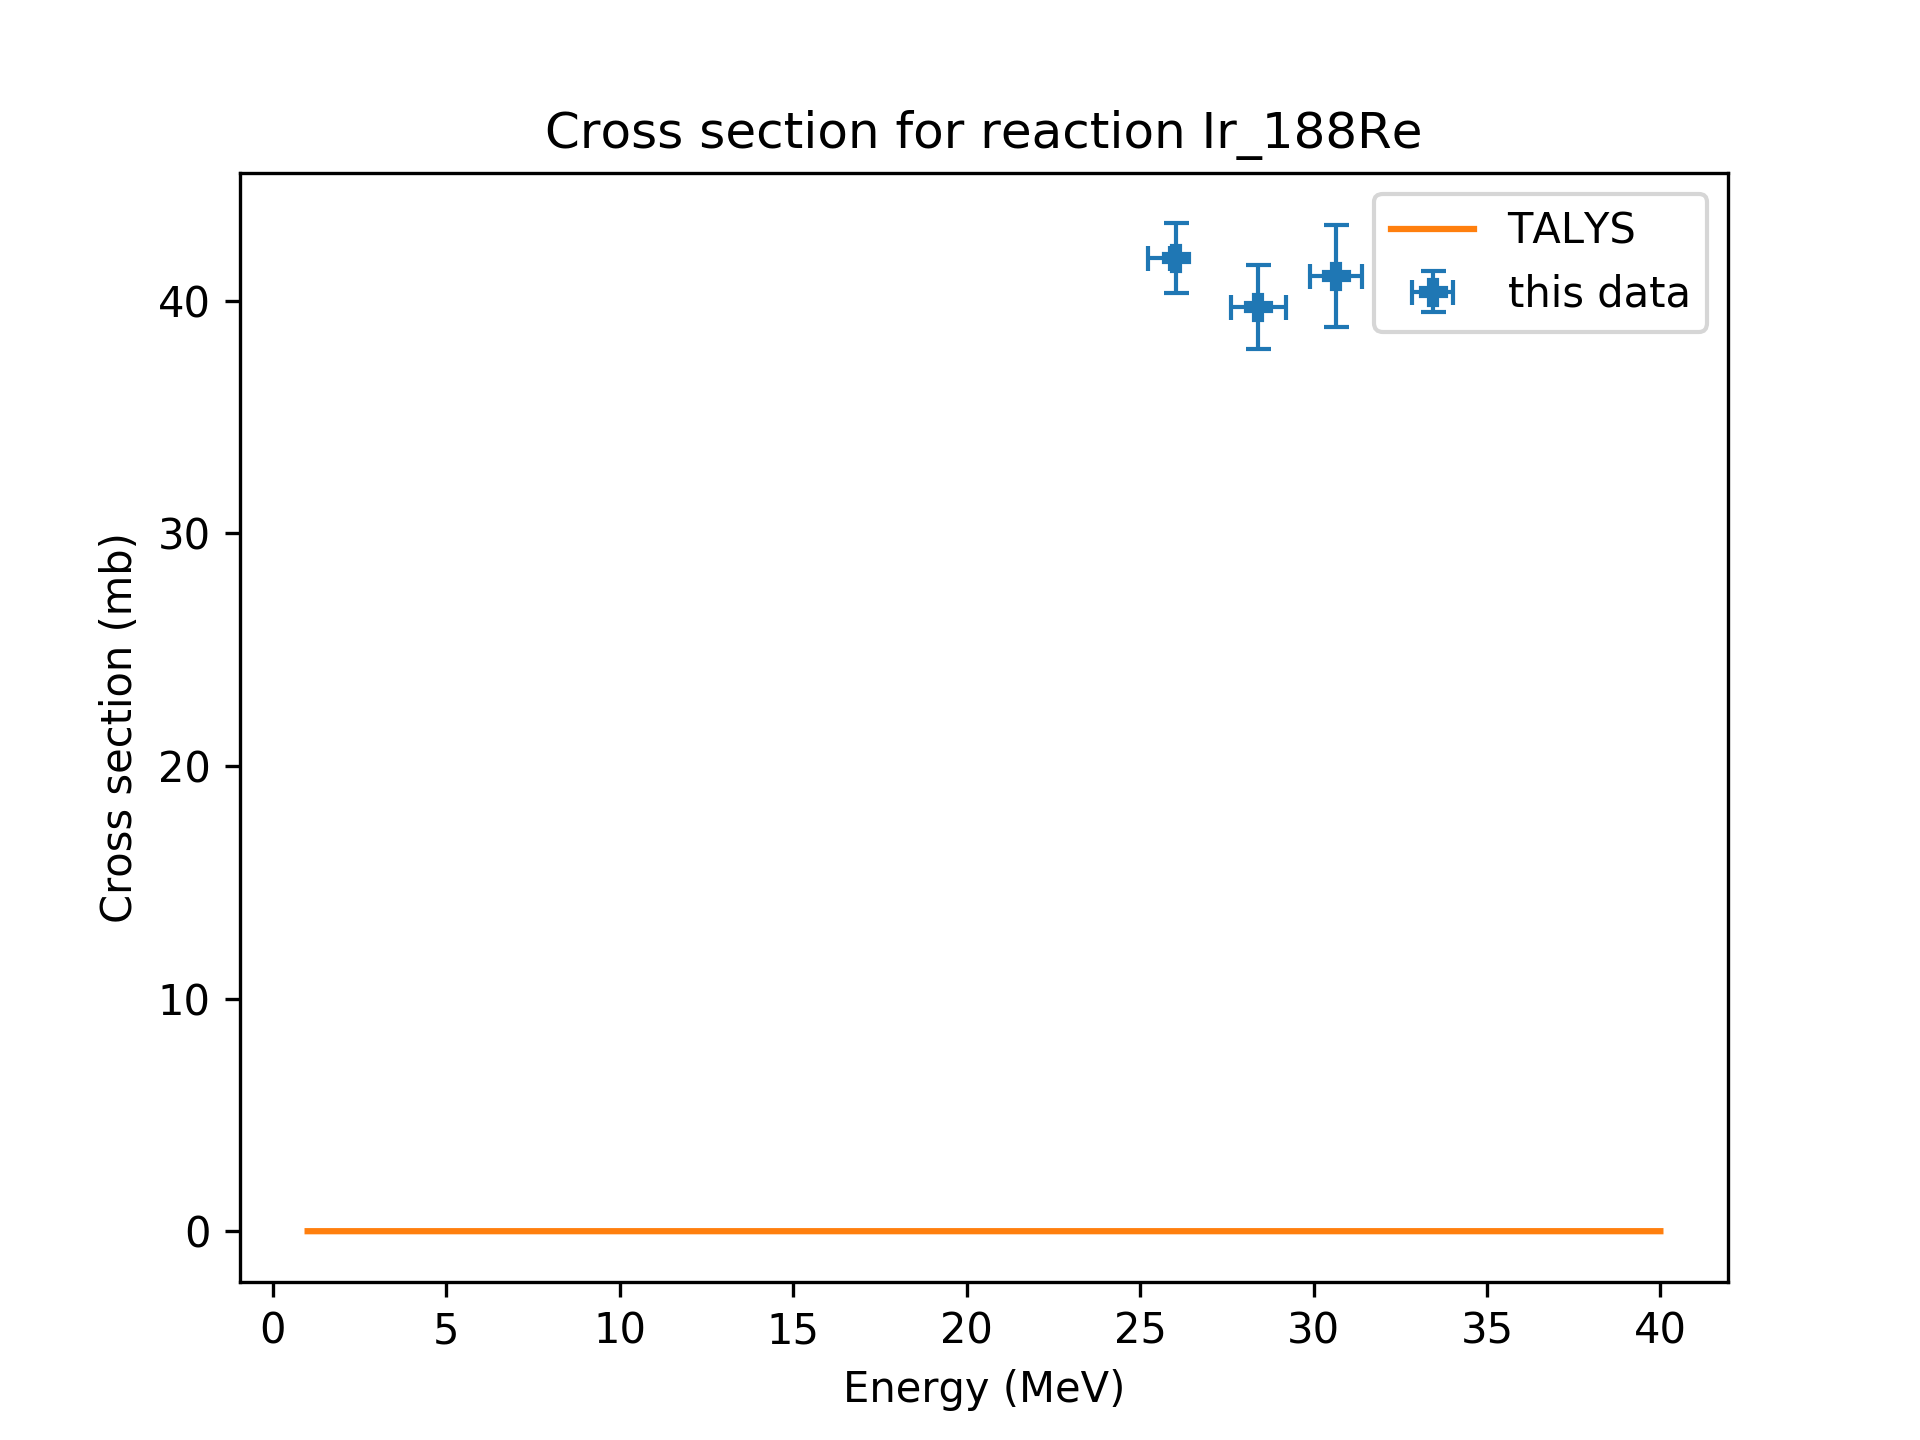 Cross section for reaction Ir_188Re
TALYS
this data
Cross section (mb)
40
30
20
10
0
0 5 10 15 20 25 30 35 40
Energy (MeV)